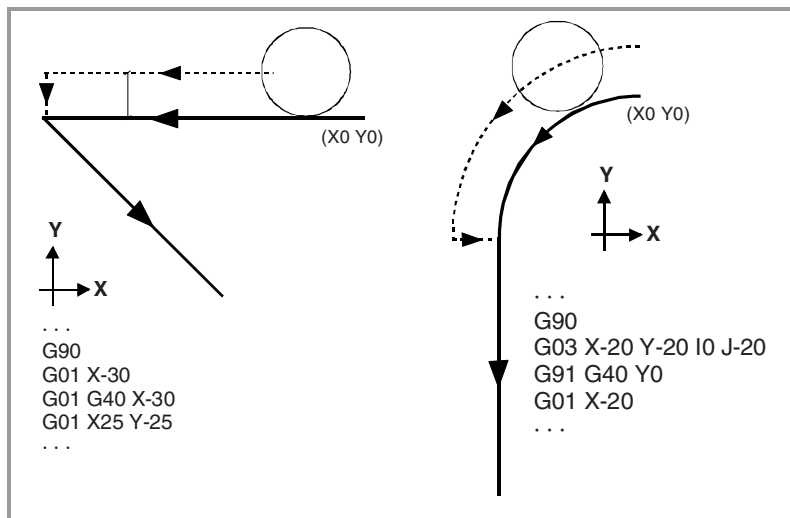 (X0 Y0)
Y
X
. . .
G90
G01 X-30
G01 G40 X-30
G01 X25 Y-25
. . .
(X0 Y0)
Y
X
. . .
G90
G03 X-20 Y-20 I0 J-20
G91 G40 Y0
G01 X-20
. . .